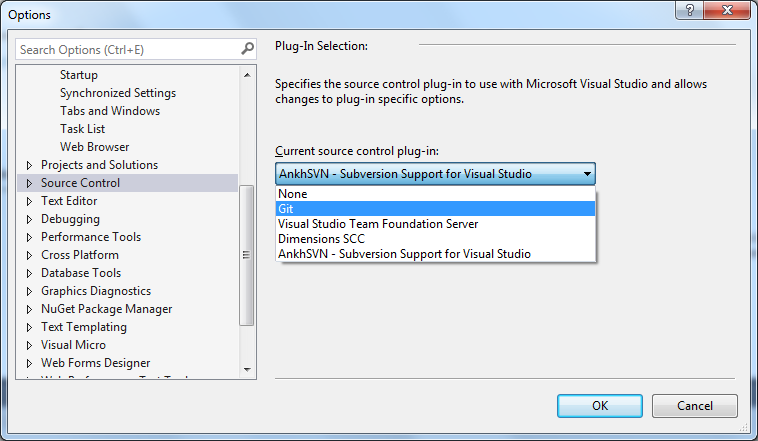 Options
Search Options (Ctrl+E)
Startup
Synchronized Settings
Tabs and Windows
Task List
Web Browser
Projects and Solutions
Source Control
Text Editor
Debugging
Performance Tools
Cross Platform
Database Tools
Graphics Diagnostics
NuGet Package Manager
Text Templating
Visual Micro
Web Forms Designer
Plug-In Selection:
Specifies the source control plug-in to use with Microsoft Visual Studio and allows
changes to plug-in specific options.
Current source control plug-in:
AnkhSVN - Subversion Support for Visual Studio
None
Git
Visual Studio Team Foundation Server
Dimensions SCC
AnkhSVN - Subversion Support for Visual Studio
OK
Cancel